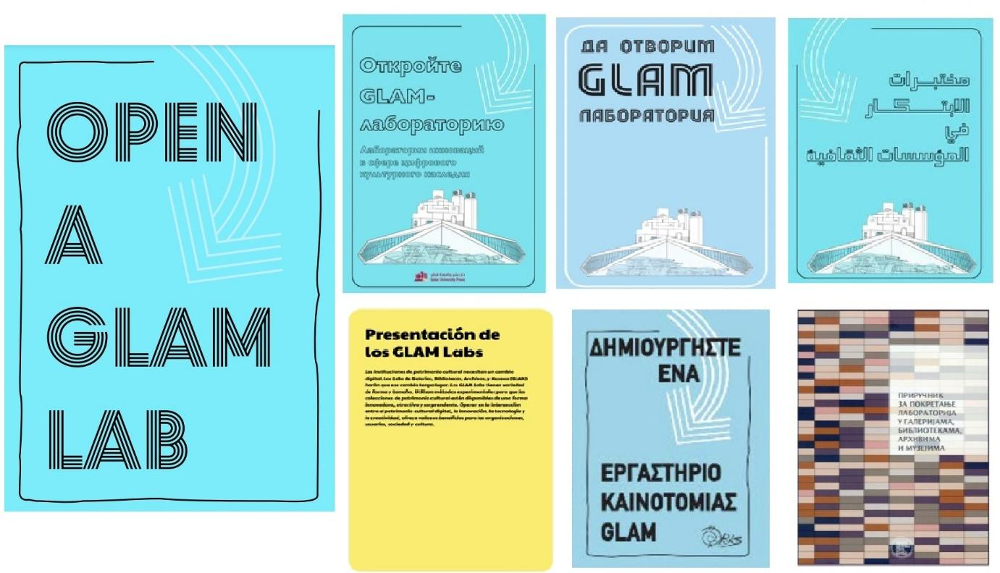 OPEN
A
GLAM
LAB
Откройте
GLAM-
лабораторию
Лаборатории инноваций
в сфере цифрового
культурного наследия
Qatar University Press
ДА ОТВОРИМ
GLAM
ЛАБОРАТОРИЯ
مختبرات
الابتكار
في
المؤسسات الثقافية
Presentación de
los GLAM Labs
Las instituciones de patrimonio cultural necesitan un cambio
digital. Los Labs de Galerías, Bibliotecas, Archivos, y Museos (GLAM)
harán que ese cambio tenga lugar. Los GLAM Labs tienen variedad
de forma y tamaño. Utilizan métodos experimentales para que las
colecciones de patrimonio cultural estén disponibles de una forma
innovadora, atractiva y sorprendente. Operar en la intersección
entre el patrimonio cultural digital, la innovación, la tecnología y
la creatividad, ofrece valiosos beneficios para las organizaciones,
usuarios, sociedad y cultura.
ΔΗΜΙΟΥΡΓΗΣΤΕ
ΕΝΑ
ΕΡΓΑΣΤΗΡΙΟ
ΚΑΙΝΟΤΟΜΙΑΣ
GLAM
ПРИРУЧНИК
ЗА ПОКРЕТАЊЕ
ЛАБОРАТОРИЈА
У ГАЛЕРИЈАМА,
БИБЛИОТЕКАМА,
АРХИВИМА
И МУЗЕЈИМА